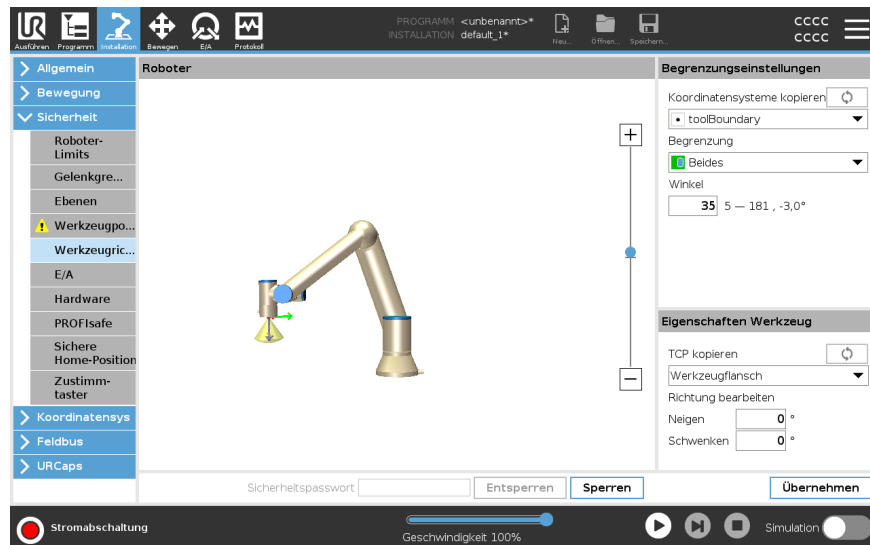 PROGRAMM <unbenannt>*
INSTALLATION default_1*
Ausführen Programm Installation Bewegen E/A Protokoll
Neu... Öffnen... Speichern...
CCCC
CCCC
Allgemein
Bewegung
Sicherheit
Roboter-
Limits
Gelenkgre...
Ebenen
Werkzeugpo...
Werkzeugric...
E/A
Hardware
PROFIsafe
Sichere
Home-Position
Zustimm-
taster
Koordinatensys
Feldbus
URCaps
Roboter
Begrenzungseinstellungen
Koordinatensysteme kopieren
toolBoundary
Begrenzung
Beides
Winkel
35 5 — 181 , -3,0°
Eigenschaften Werkzeug
TCP kopieren
Werkzeugflansch
Richtung bearbeiten
Neigen 0 °
Schwenken 0 °
Sicherheitspasswort Entsperren Sperren Übernehmen
Stromabschaltung
Geschwindigkeit 100%
Simulation